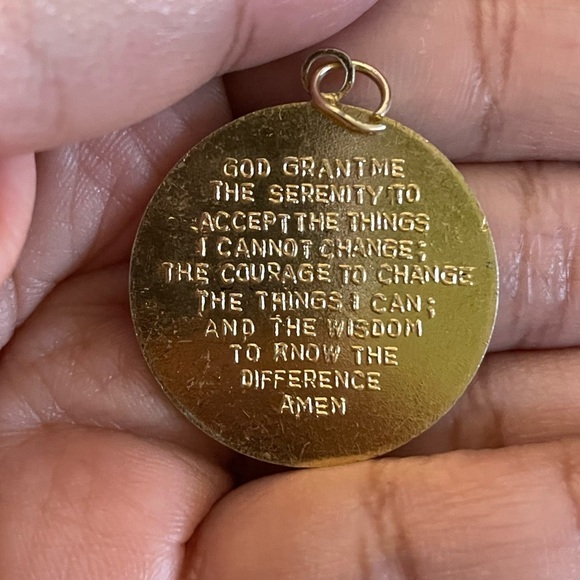 GOD GRANT ME
THE SERENITY TO
ACCEPT THE THINGS
I CANNOT CHANGE;
THE COURAGE TO CHANGE
THE THINGS I CAN;
AND THE WISDOM
TO KNOW THE
DIFFERENCE
AMEN